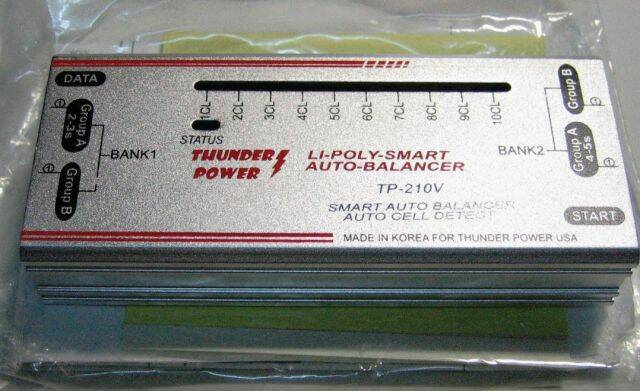 DATA
1CL 2CL 3CL 4CL 5CL 6CL 7CL 8CL 9CL 10CL
STATUS
Group A
2-3s
Group B
BANK1
THUNDER
POWER
LI-POLY-SMART
AUTO-BALANCER
TP-210V
SMART AUTO BALANCER
AUTO CELL DETECT
MADE IN KOREA FOR THUNDER POWER USA
BANK2
Group B
Group A
4-5s
START